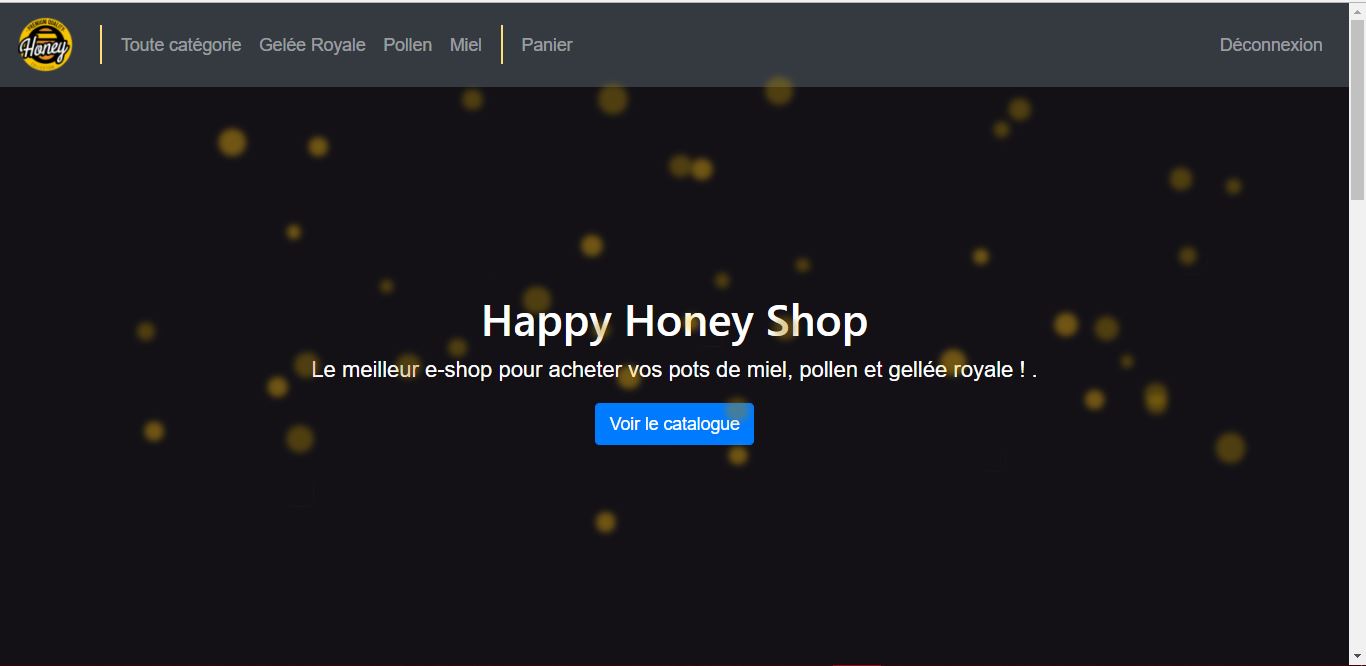 PREMIUM QUALITY
Honey
Toute catégorie Gelée Royale Pollen Miel Panier Déconnexion
Happy Honey Shop
Le meilleur e-shop pour acheter vos pots de miel, pollen et gellée royale ! .
Voir le catalogue